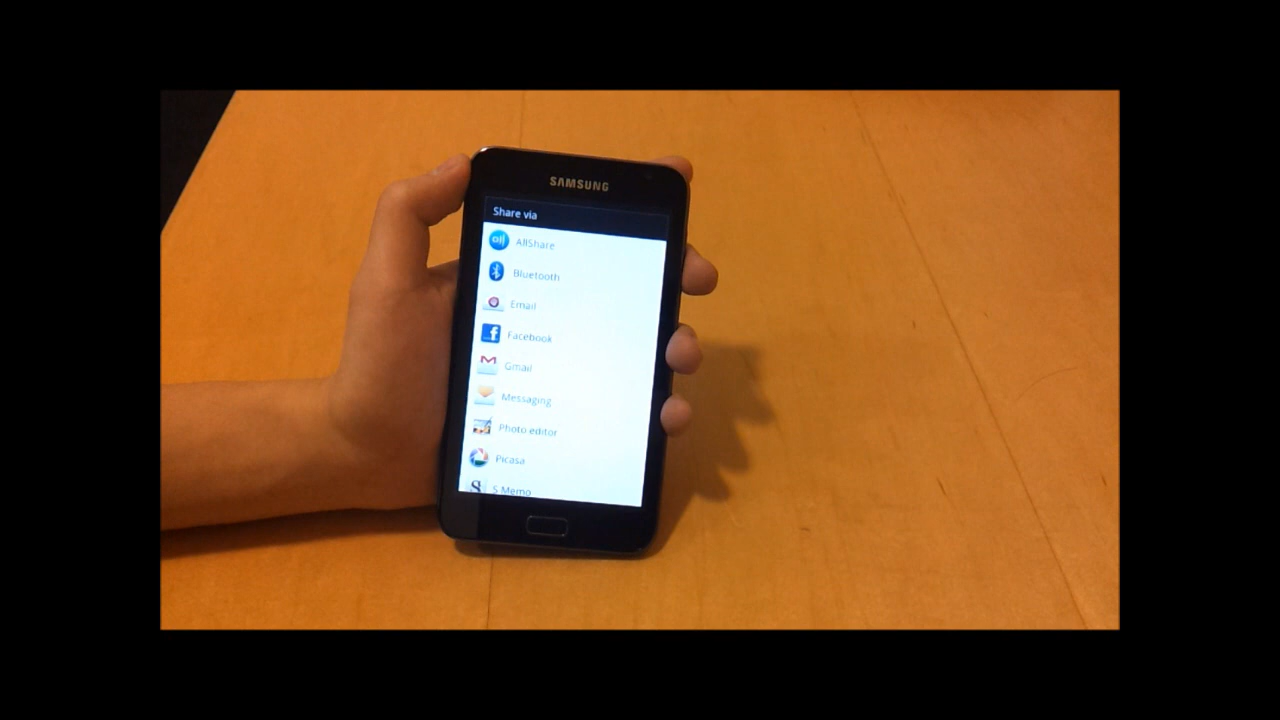 SAMSUNG
Share via
AllShare
Bluetooth
Email
Facebook
Gmail
Messaging
Photo editor
Picasa
S Memo